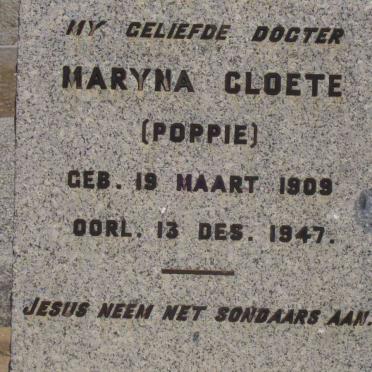 MY GELIEFDE DOGTER
MARYNA CLOETE
(POPPIE)
GEB. 19 MAART 1909
OORL. 13 DES. 1947.
JESUS NEEM NET SONDAARS AAN.